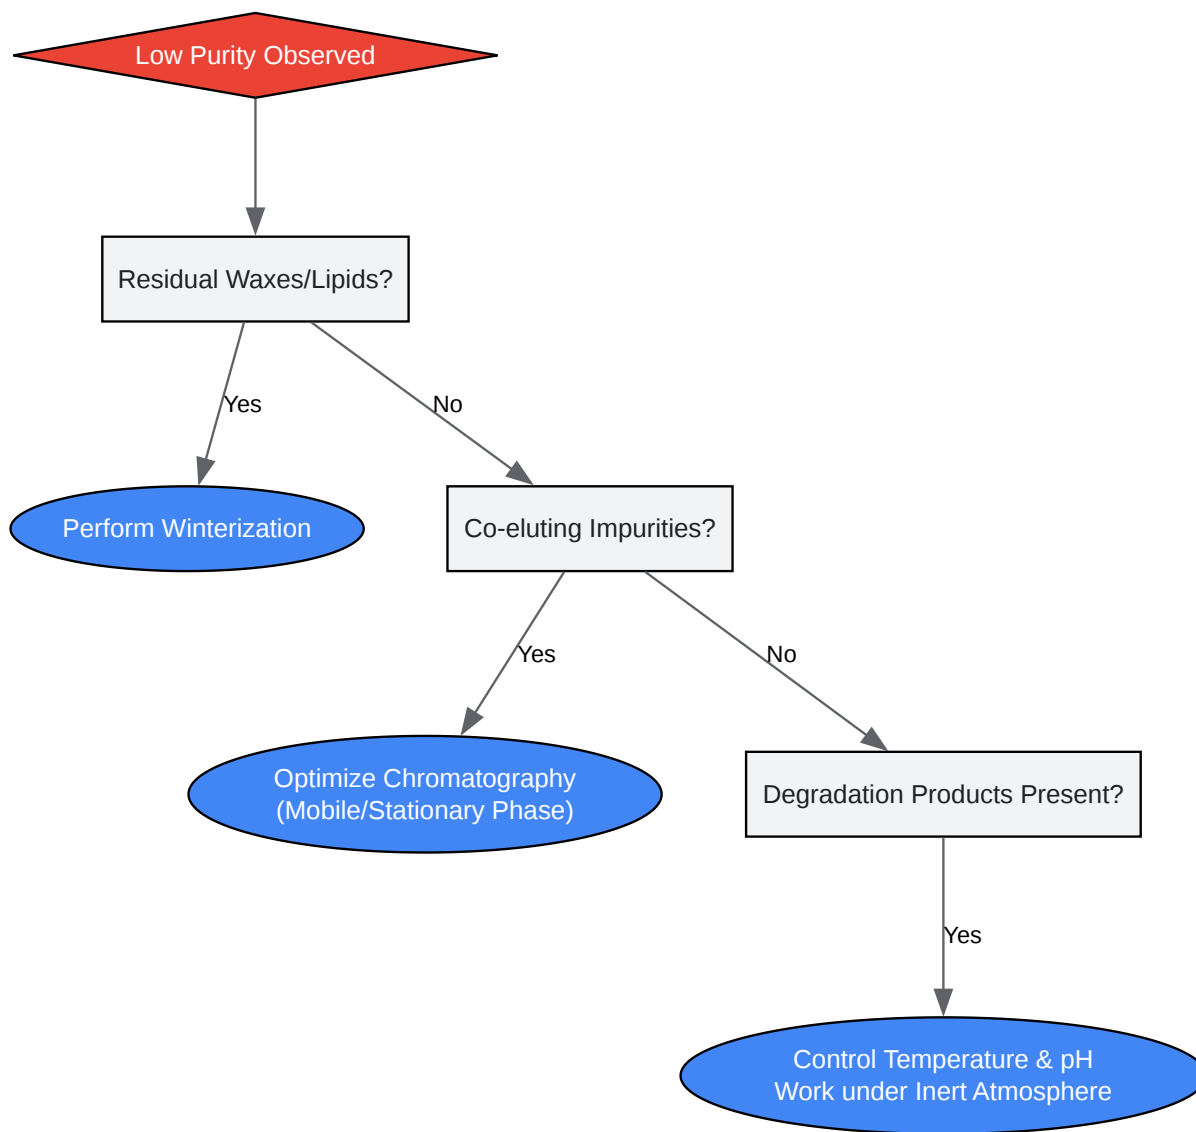 Low Purity Observed
Residual Waxes/Lipids?
Yes
No
Perform Winterization
Co-eluting Impurities?
Yes
No
Optimize Chromatography
(Mobile/Stationary Phase)
Degradation Products Present?
Yes
Control Temperature & pH
Work under Inert Atmosphere